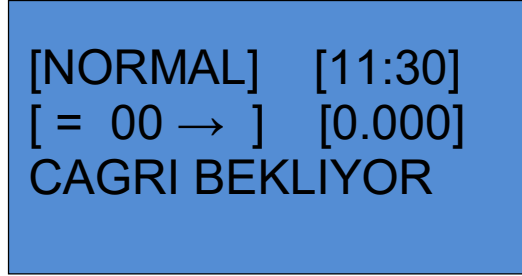 [NORMAL] [11:30]
[ = 00 → ] [0.000]
CAGRI BEKLIYOR